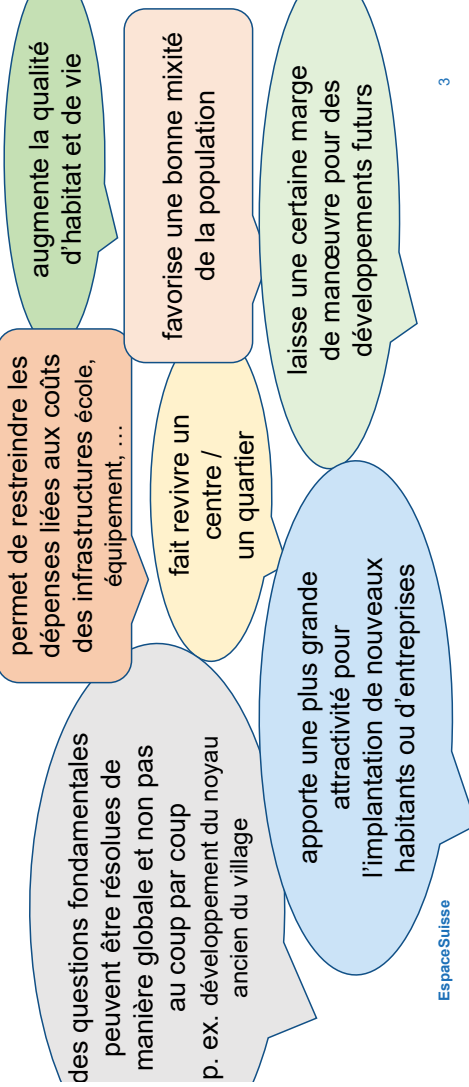 des questions fondamentales
peuvent être résolues de
manière globale et non pas
au coup par coup
p. ex. développement du noyau
ancien du village
permet de restreindre les
dépenses liées aux coûts
des infrastructures école,
équipement, …
augmente la qualité
d'habitat et de vie
fait revivre un
centre /
un quartier
favorise une bonne mixité
de la population
apporte une plus grande
attractivité pour
l'implantation de nouveaux
habitants ou d'entreprises
laisse une certaine marge
de manœuvre pour des
développements futurs
EspaceSuisse
3